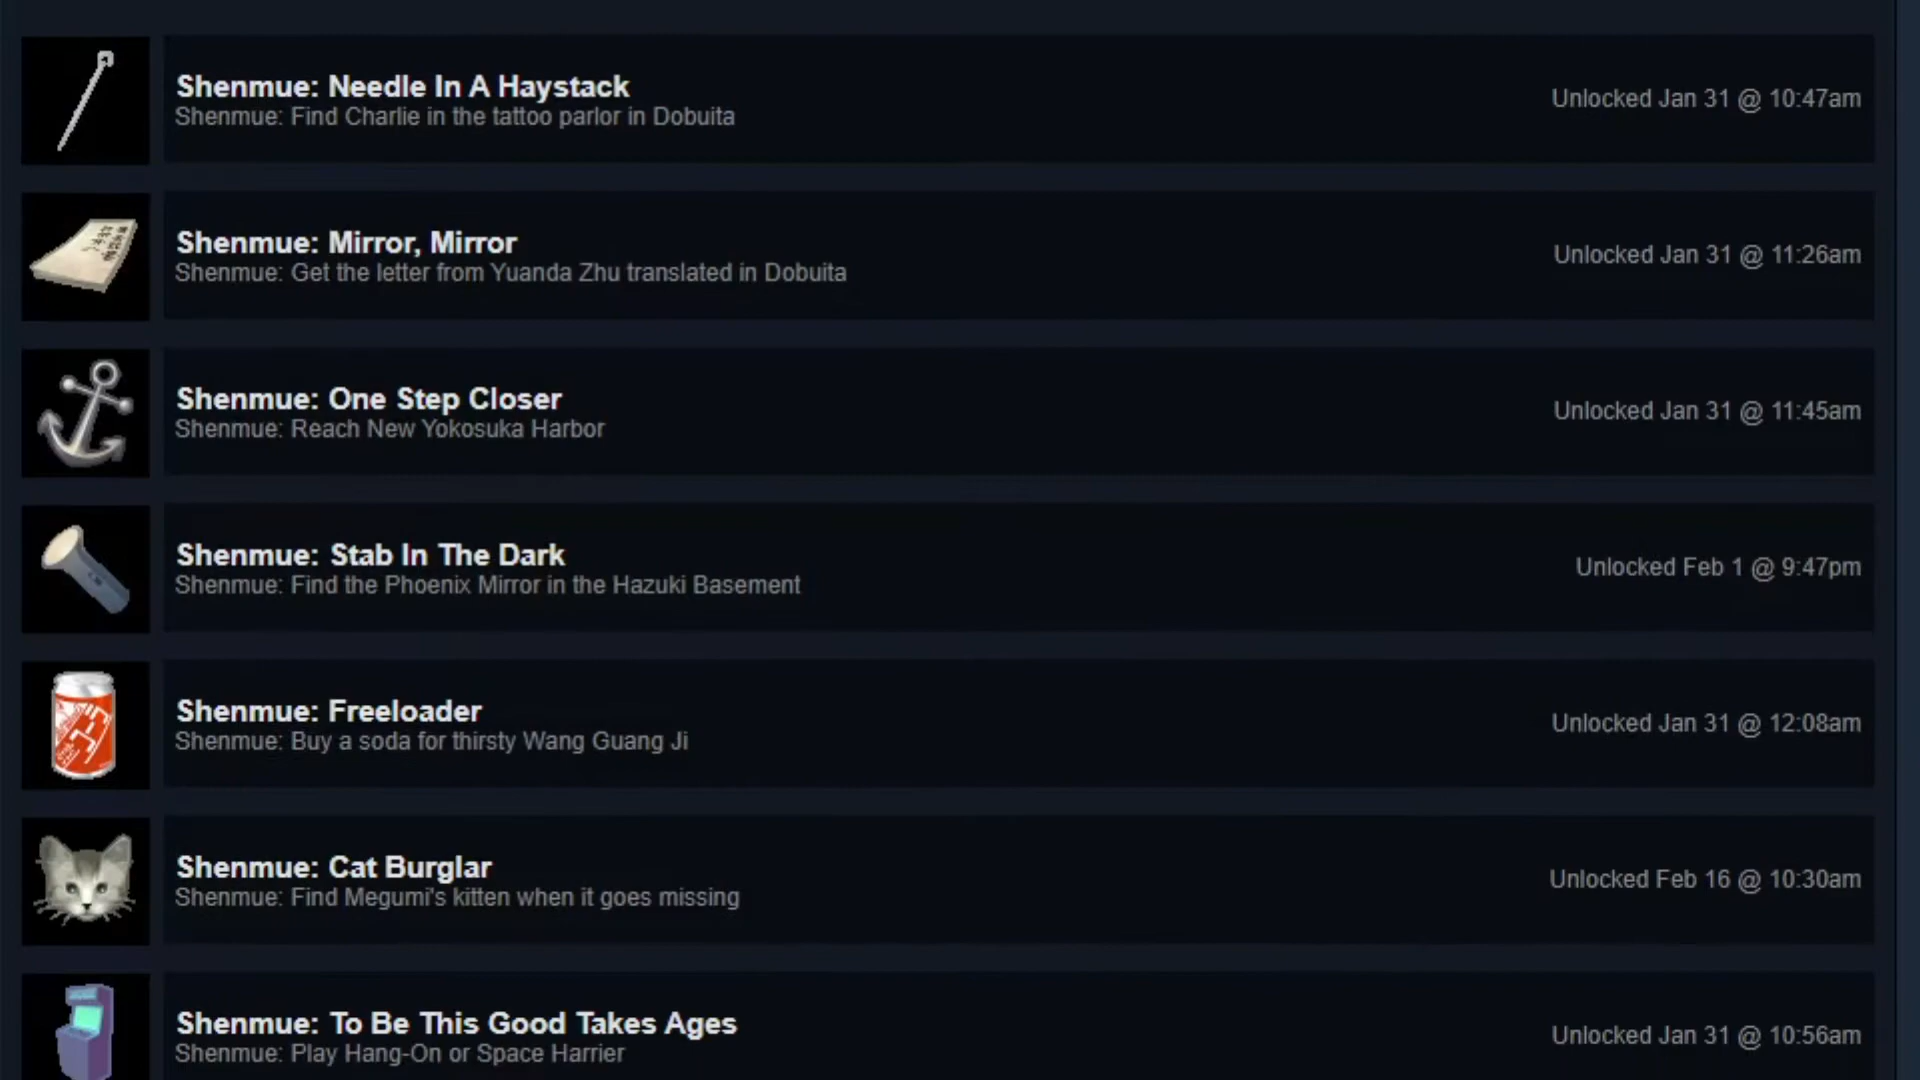 Shenmue: Needle In A Haystack
Shenmue: Find Charlie in the tattoo parlor in Dobuita
Unlocked Jan 31 @ 10:47am
Shenmue: Mirror, Mirror
Shenmue: Get the letter from Yuanda Zhu translated in Dobuita
Unlocked Jan 31 @ 11:26am
Shenmue: One Step Closer
Shenmue: Reach New Yokosuka Harbor
Unlocked Jan 31 @ 11:45am
Shenmue: Stab In The Dark
Shenmue: Find the Phoenix Mirror in the Hazuki Basement
Unlocked Feb 1 @ 9:47pm
Shenmue: Freeloader
Shenmue: Buy a soda for thirsty Wang Guang Ji
Unlocked Jan 31 @ 12:08am
Shenmue: Cat Burglar
Shenmue: Find Megumi's kitten when it goes missing
Unlocked Feb 16 @ 10:30am
Shenmue: To Be This Good Takes Ages
Shenmue: Play Hang-On or Space Harrier
Unlocked Jan 31 @ 10:56am